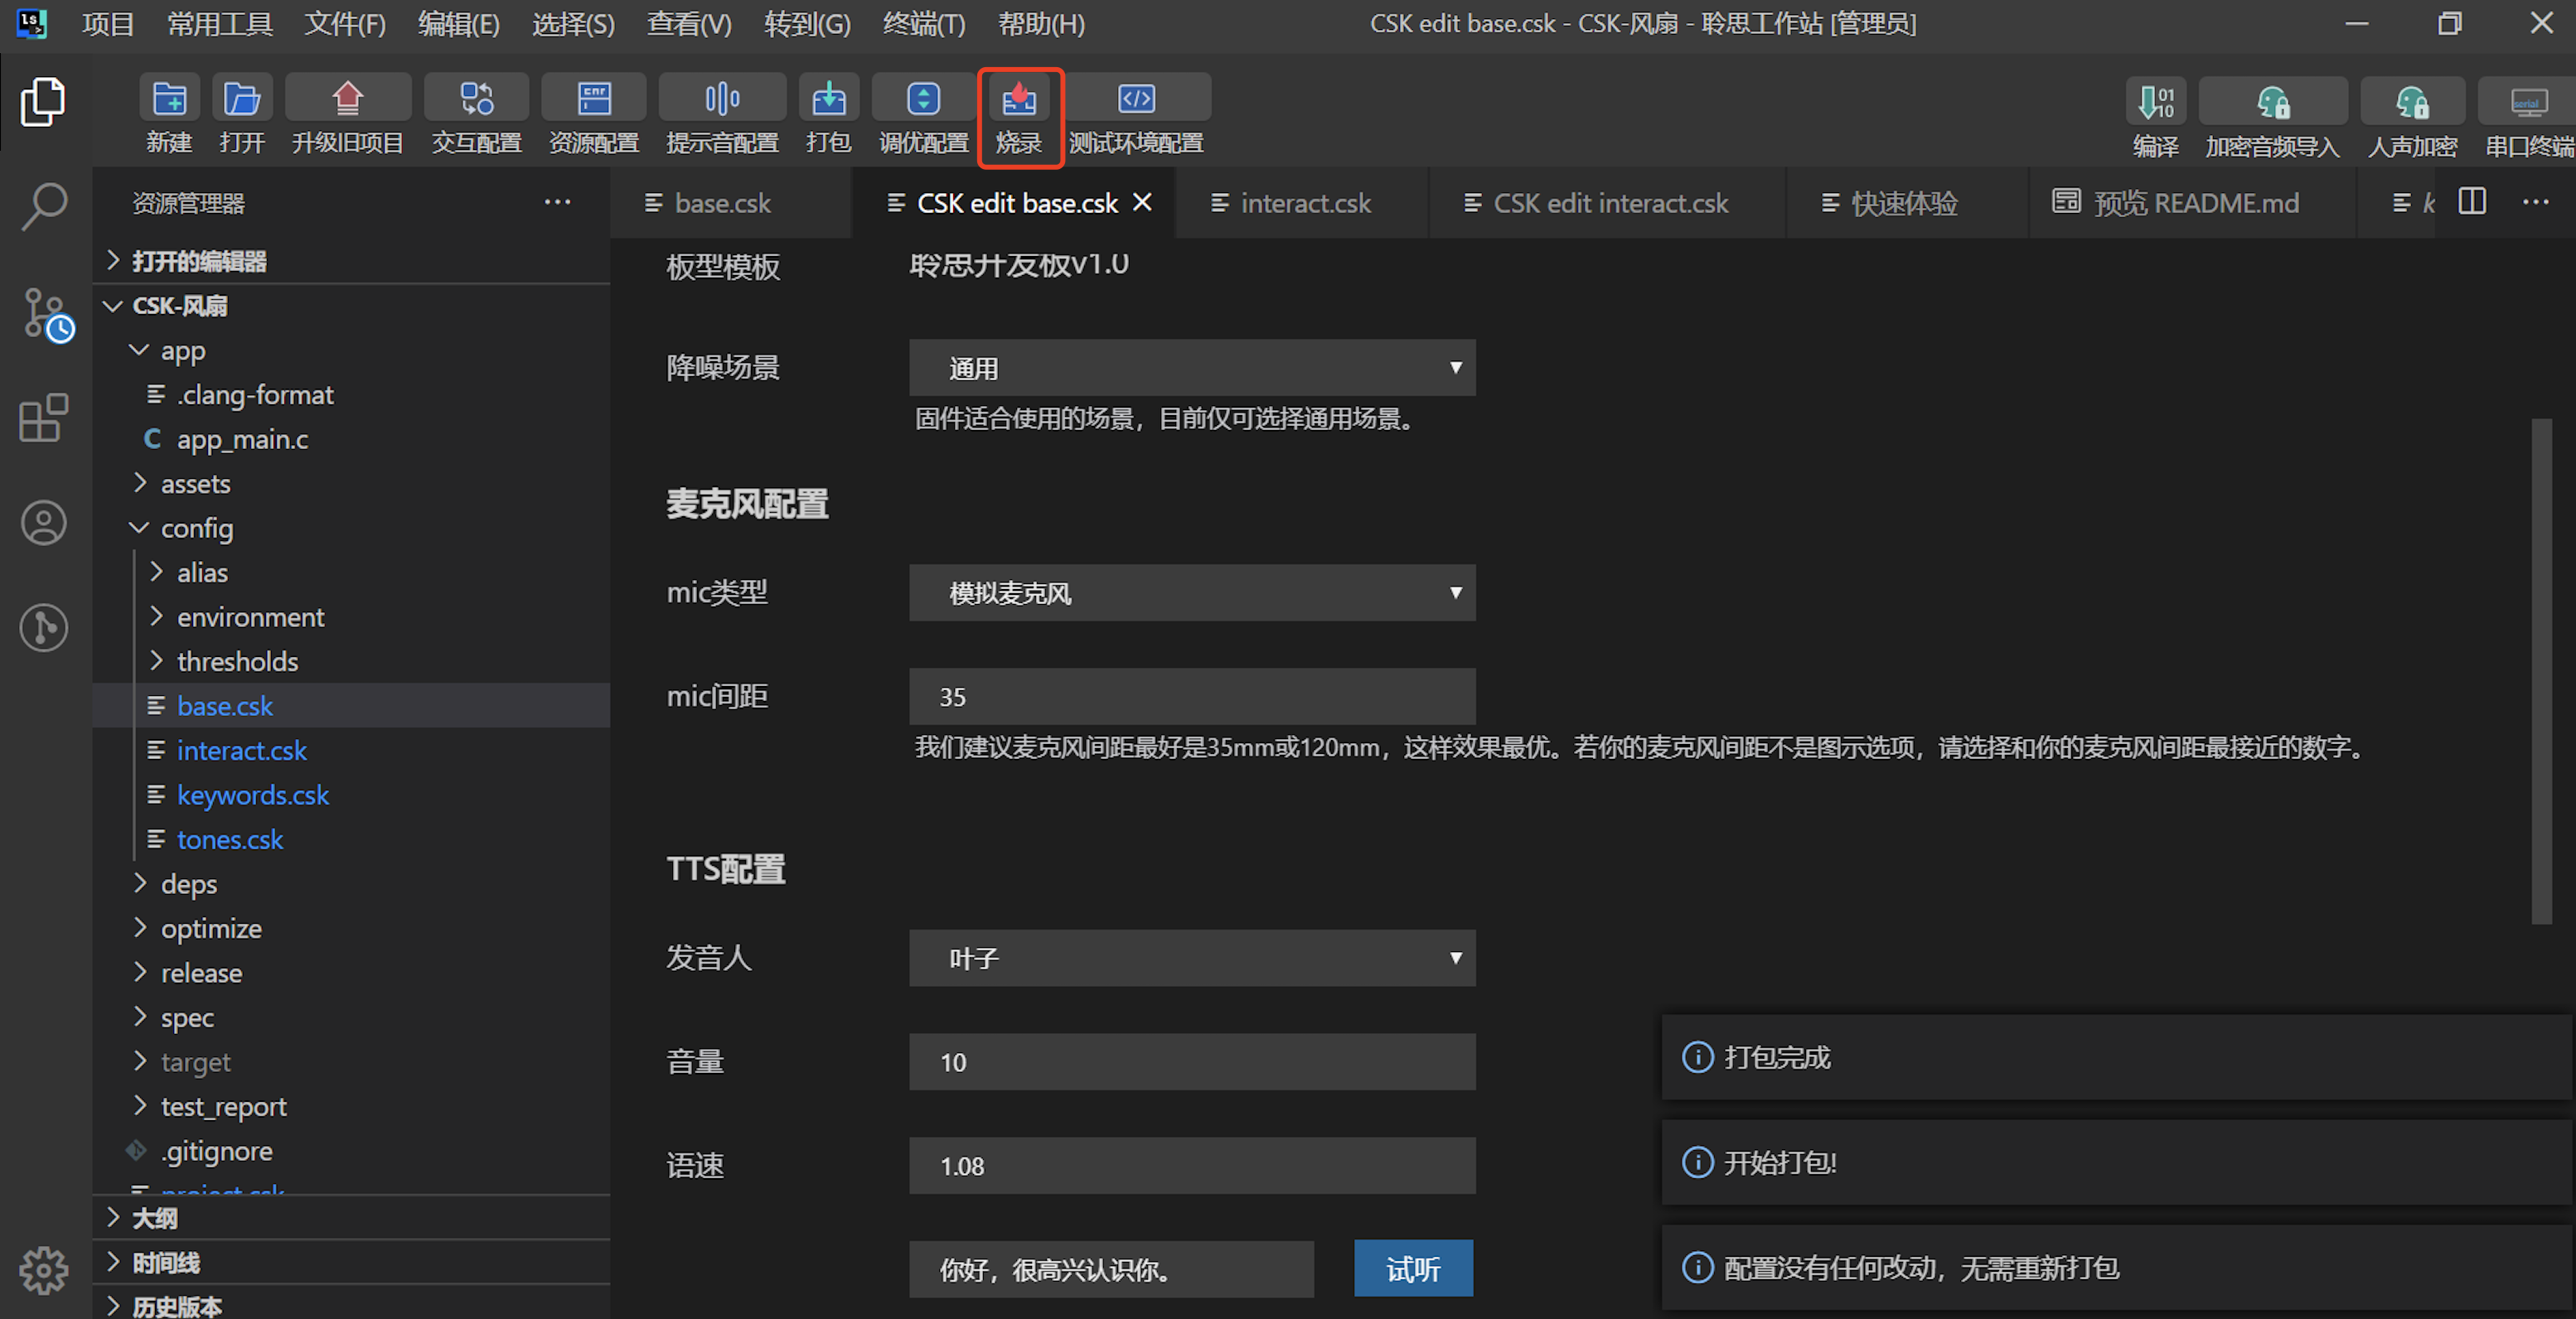 项目 常用工具 文件(F) 编辑(E) 选择(S) 查看(V) 转到(G) 终端(T) 帮助(H) CSK edit base.csk - CSK-风扇 - 聆思工作站 [管理员]
新建 打开 升级旧项目 交互配置 资源配置 提示音配置 打包 调优配置 烧录 测试环境配置 编译 加密音频导入 人声加密 串口终端
资源管理器
base.csk CSK edit base.csk interact.csk CSK edit interact.csk 快速体验 预览 README.md k
打开的编辑器
CSK-风扇
app
.clang-format
C app_main.c
assets
config
alias
environment
thresholds
base.csk
interact.csk
keywords.csk
tones.csk
deps
optimize
release
spec
target
test_report
.gitignore
project.csk
大纲
时间线
历史版本
板型模板 聆思开发板v1.0
降噪场景 通用
固件适合使用的场景，目前仅可选择通用场景。
麦克风配置
mic类型 模拟麦克风
mic间距 35
我们建议麦克风间距最好是35mm或120mm，这样效果最优。若你的麦克风间距不是图示选项，请选择和你的麦克风间距最接近的数字。
TTS配置
发音人 叶子
音量 10
语速 1.08
你好，很高兴认识你。 试听
打包完成
开始打包!
配置没有任何改动，无需重新打包